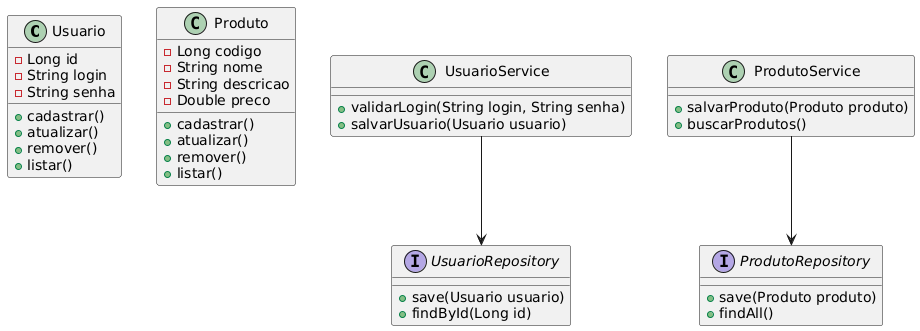 C Usuario
Long id
String login
String senha
cadastrar()
atualizar()
remover()
listar()
C Produto
Long codigo
String nome
String descricao
Double preco
cadastrar()
atualizar()
remover()
listar()
C UsuarioService
validarLogin(String login, String senha)
salvarUsuario(Usuario usuario)
C ProdutoService
salvarProduto(Produto produto)
buscarProdutos()
I UsuarioRepository
save(Usuario usuario)
findById(Long id)
I ProdutoRepository
save(Produto produto)
findAll()